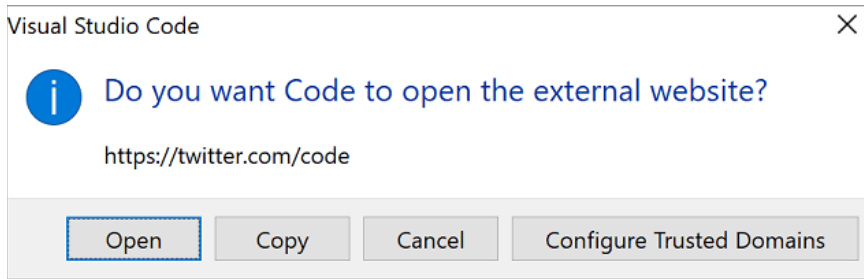 Visual Studio Code
Do you want Code to open the external website?
https://twitter.com/code
Open Copy Cancel Configure Trusted Domains